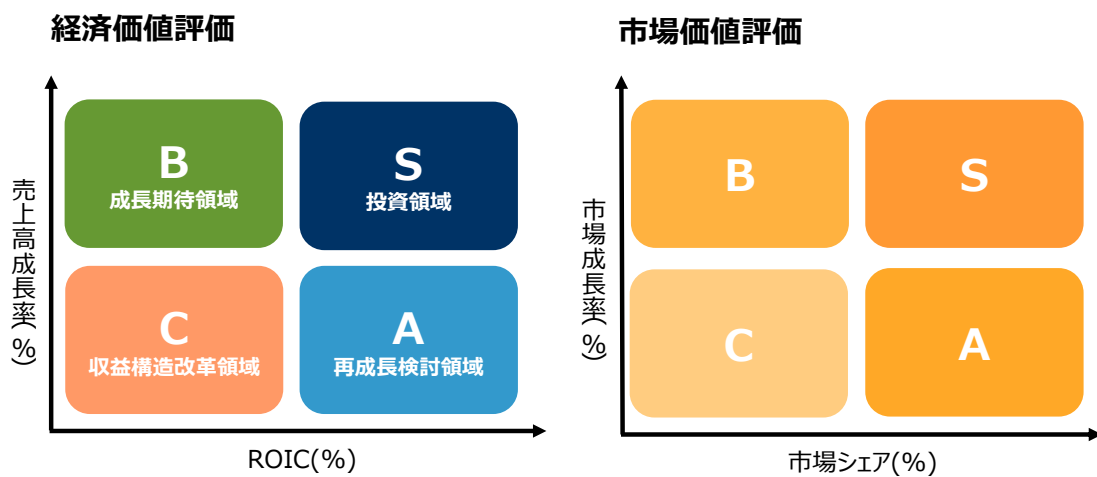 経済価値評価
売上高成長率(%)
B
成長期待領域
S
投資領域
C
収益構造改革領域
A
再成長検討領域
ROIC(%)
市場価値評価
市場成長率(%)
B
S
C
A
市場シェア(%)